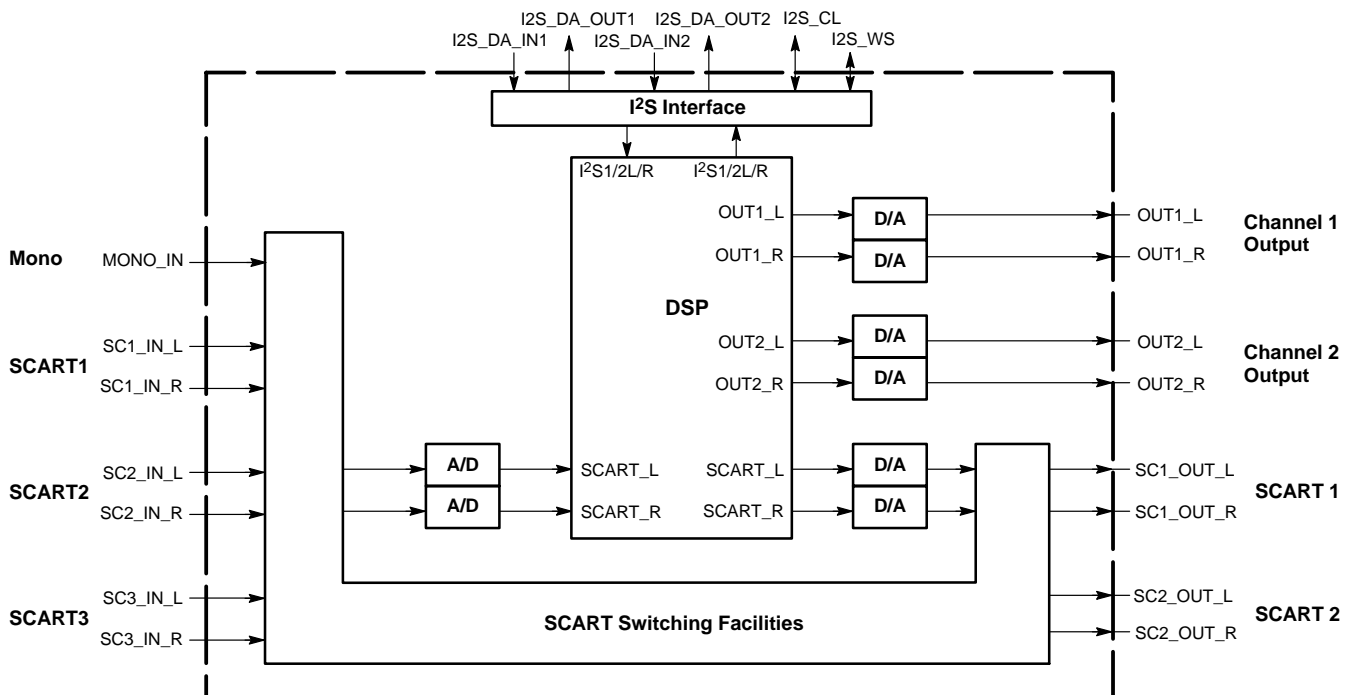 I2S_DA_OUT1
I2S_DA_OUT2
I2S_CL
I2S_DA_IN1
I2S_DA_IN2
I2S_WS
I²S Interface
I²S1/2L/R
I²S1/2L/R
OUT1_L
D/A
OUT1_L
Channel 1
Output
OUT1_R
D/A
OUT1_R
Mono
MONO_IN
DSP
SCART1
SC1_IN_L
SC1_IN_R
OUT2_L
D/A
OUT2_L
Channel 2
Output
OUT2_R
D/A
OUT2_R
SCART2
SC2_IN_L
SC2_IN_R
A/D
A/D
SCART_L
SCART_R
SCART_L
SCART_R
D/A
D/A
SC1_OUT_L
SC1_OUT_R
SCART 1
SCART3
SC3_IN_L
SC3_IN_R
SCART Switching Facilities
SC2_OUT_L
SC2_OUT_R
SCART 2